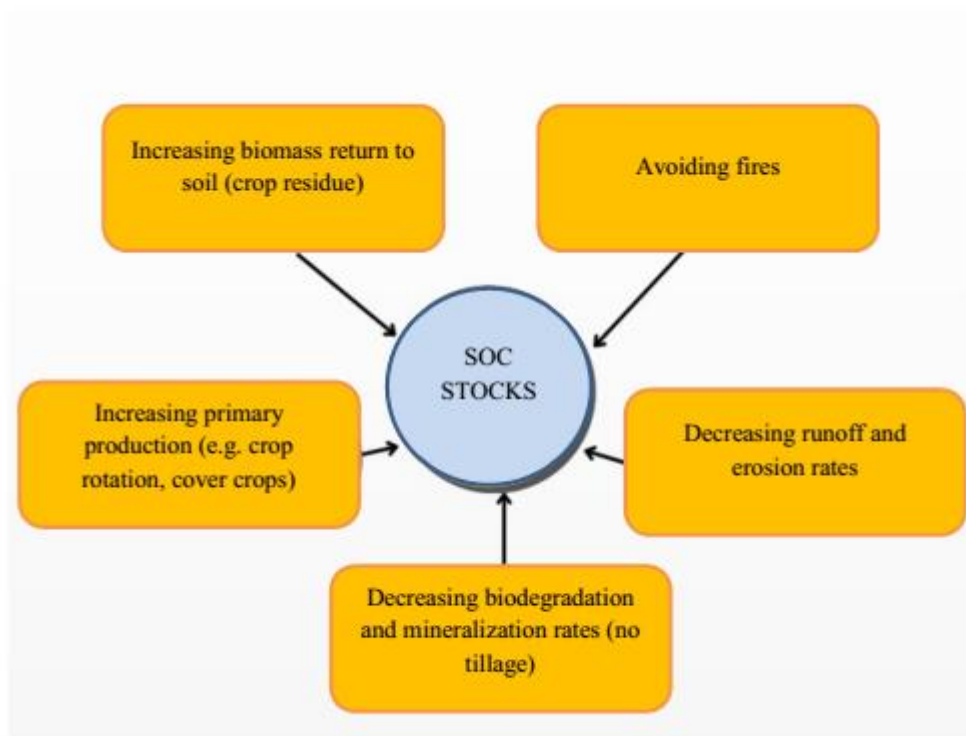 Increasing biomass return to
soil (crop residue)
Avoiding fires
SOC
STOCKS
Increasing primary
production (e.g. crop
rotation, cover crops)
Decreasing runoff and
erosion rates
Decreasing biodegradation
and mineralization rates (no
tillage)